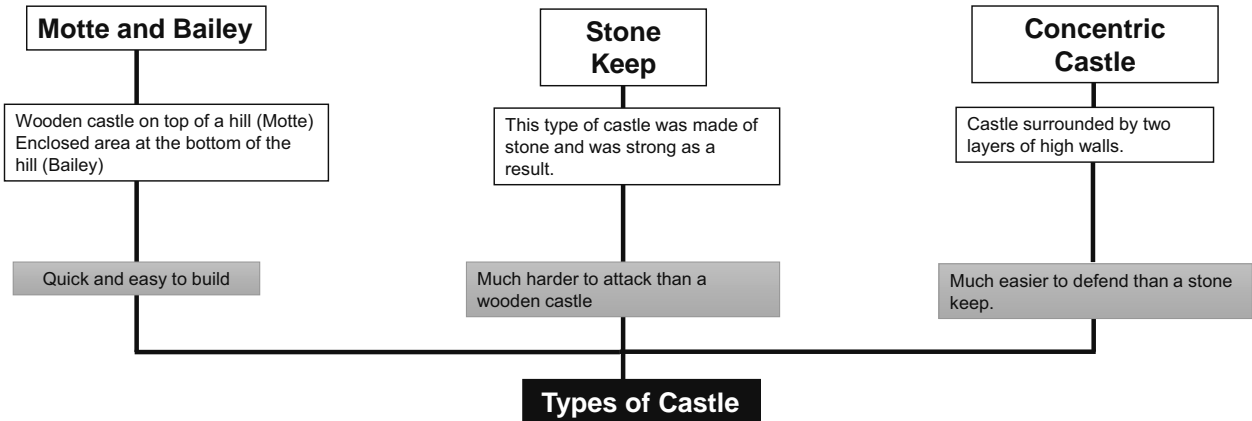 Motte and Bailey
Wooden castle on top of a hill (Motte)
Enclosed area at the bottom of the
hill (Bailey)
Quick and easy to build
Stone
Keep
This type of castle was made of
stone and was strong as a
result.
Much harder to attack than a
wooden castle
Concentric
Castle
Castle surrounded by two
layers of high walls.
Much easier to defend than a stone
keep.
Types of Castle